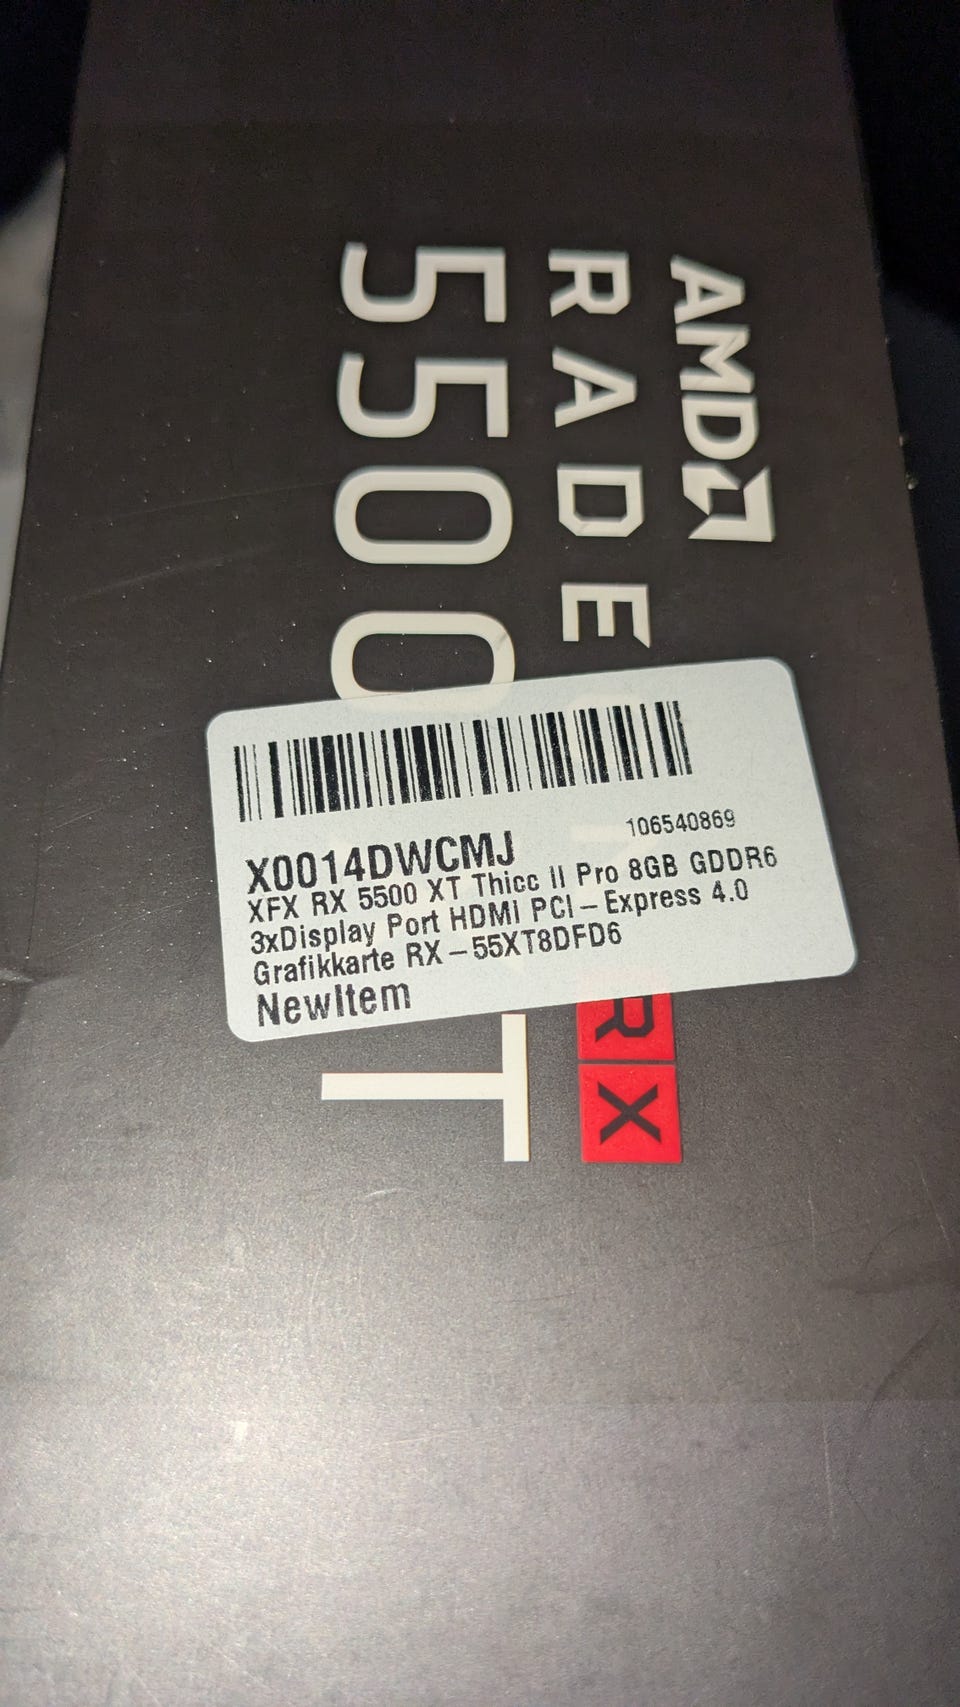 AMD
RADE
RX
5500
T
106540869
X0014DWCMJ
XFX RX 5500 XT Thicc II Pro 8GB GDDR6
3xDisplay Port HDMI PCI-Express 4.0
Grafikkarte RX-55XT8DFD6
NewItem